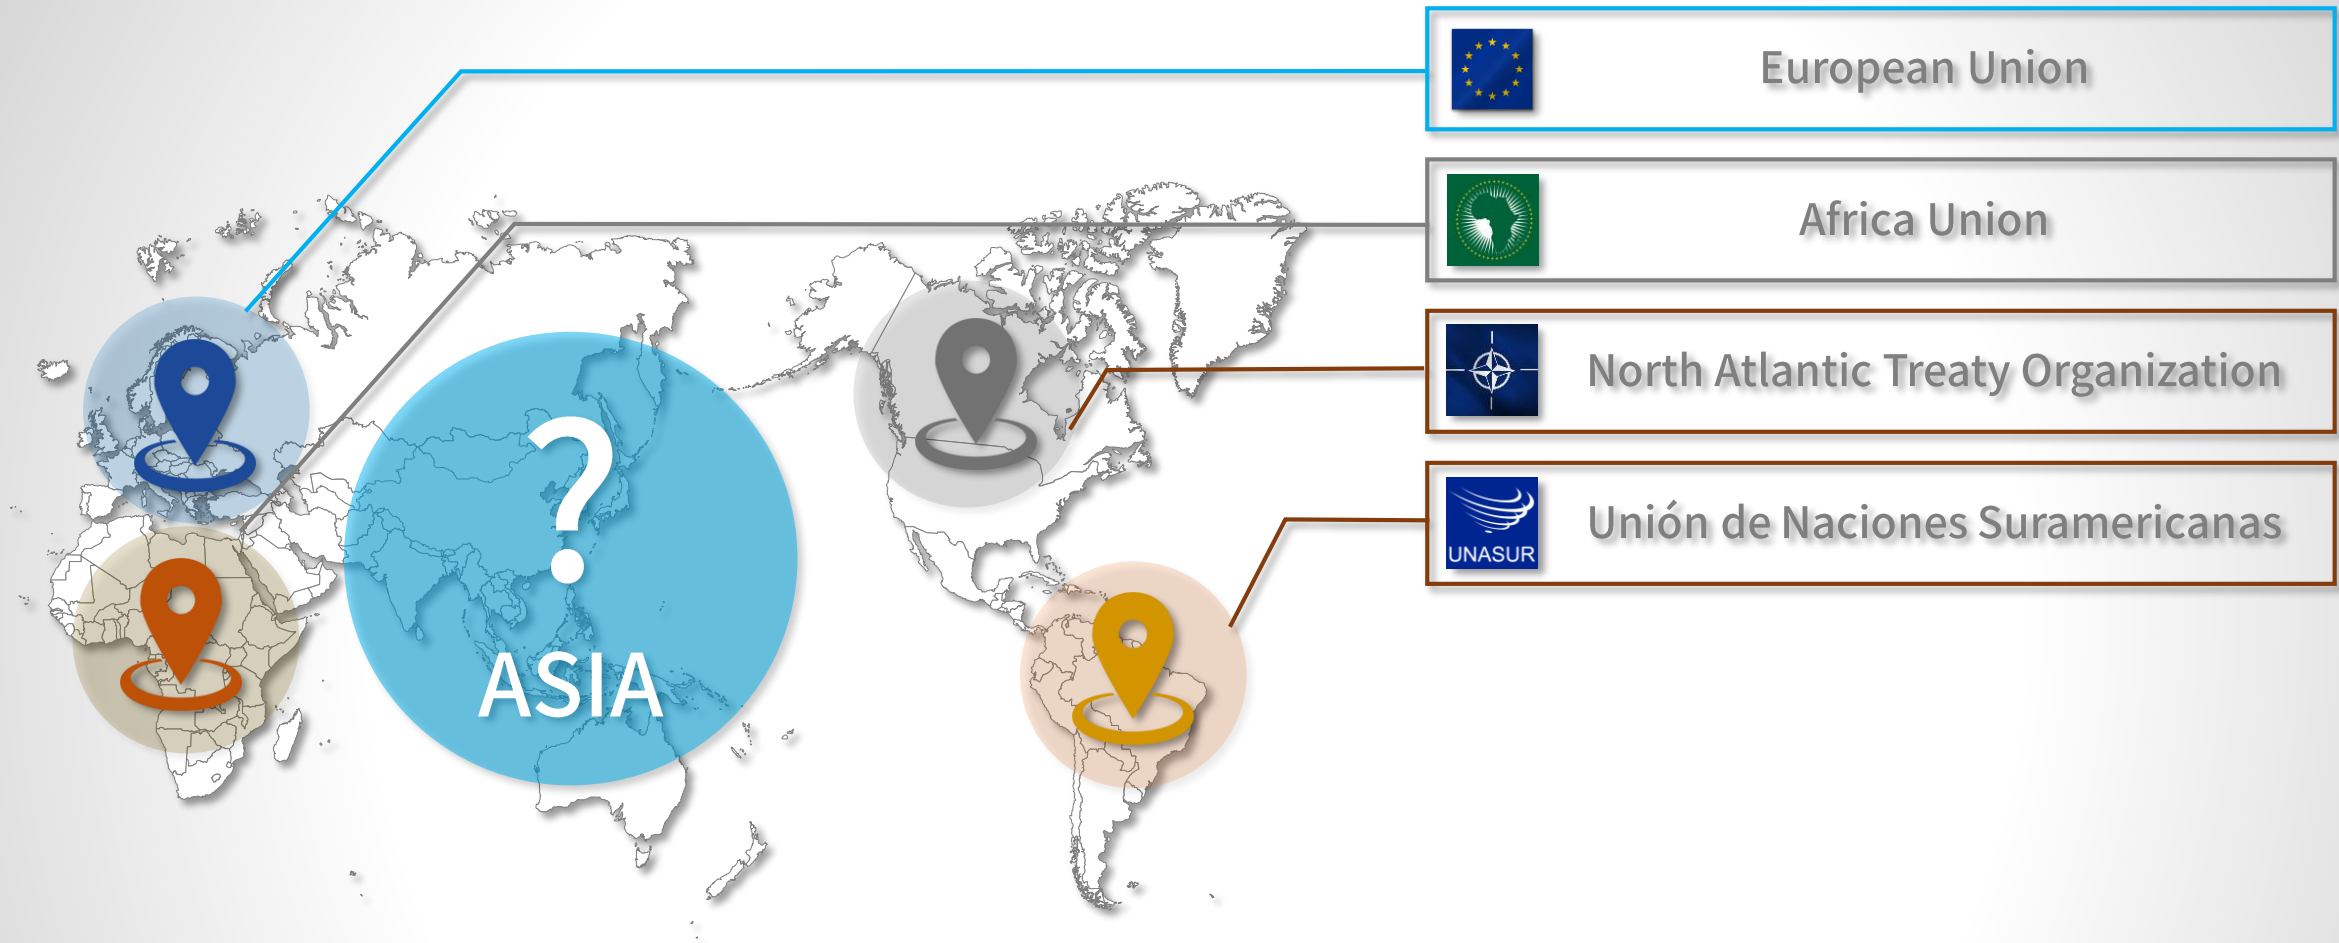 European Union
Africa Union
North Atlantic Treaty Organization
UNASUR
Unión de Naciones Suramericanas
?
ASIA